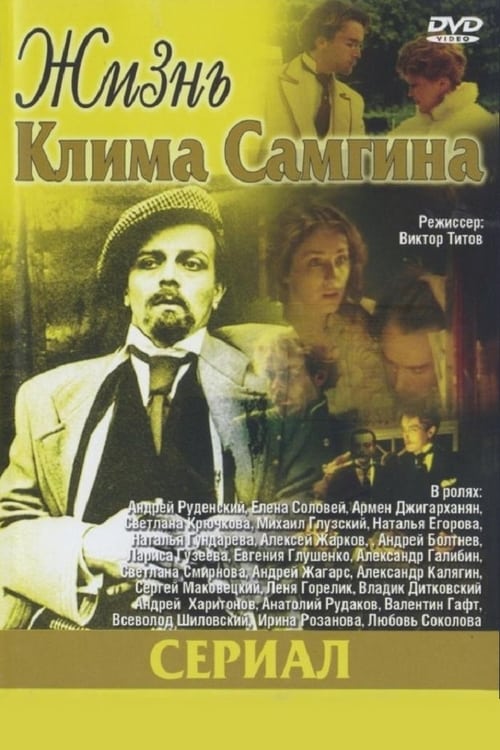 DVD
VIDEO
Жизнь
Клима Самгина
Режиссер:
Виктор Титов
В ролях:
Андрей Руденский, Елена Соловей, Армен Джигарханян,
Светлана Крючкова, Михаил Глузский, Наталья Егорова,
Наталья Гундарева, Алексей Жарков, Андрей Болтнев,
Лариса Гузеева, Евгения Глушенко, Александр Галибин,
Светлана Смирнова, Андрей Жагарс, Александр Калягин,
Сергей Маковецкий, Леня Горелик, Владик Дитковский
Андрей Харитонов, Анатолий Рудаков, Валентин Гафт,
Всеволод Шиловский, Ирина Розанова, Любовь Соколова
СЕРИАЛ